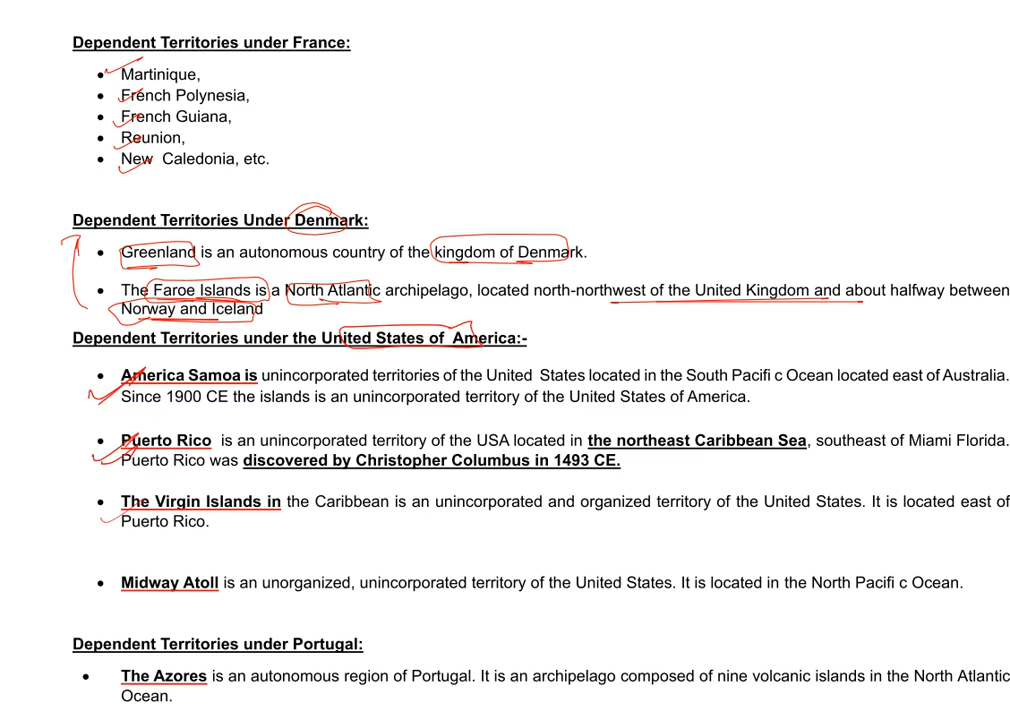 Dependent Territories under France:
• Martinique,
• French Polynesia,
• French Guiana,
• Reunion,
• New  Caledonia, etc.
Dependent Territories Under Denmark:
• Greenland is an autonomous country of the kingdom of Denmark.
• The Faroe Islands is a North Atlantic archipelago, located north-northwest of the United Kingdom and about halfway between
Norway and Iceland
Dependent Territories under the United States of  America:-
• America Samoa is unincorporated territories of the United  States located in the South Pacifi c Ocean located east of Australia.
Since 1900 CE the islands is an unincorporated territory of the United States of America.
• Puerto Rico  is an unincorporated territory of the USA located in the northeast Caribbean Sea, southeast of Miami Florida.
Puerto Rico was discovered by Christopher Columbus in 1493 CE.
• The Virgin Islands in the Caribbean is an unincorporated and organized territory of the United States. It is located east of
Puerto Rico.
• Midway Atoll is an unorganized, unincorporated territory of the United States. It is located in the North Pacifi c Ocean.
Dependent Territories under Portugal:
• The Azores is an autonomous region of Portugal. It is an archipelago composed of nine volcanic islands in the North Atlantic
Ocean.